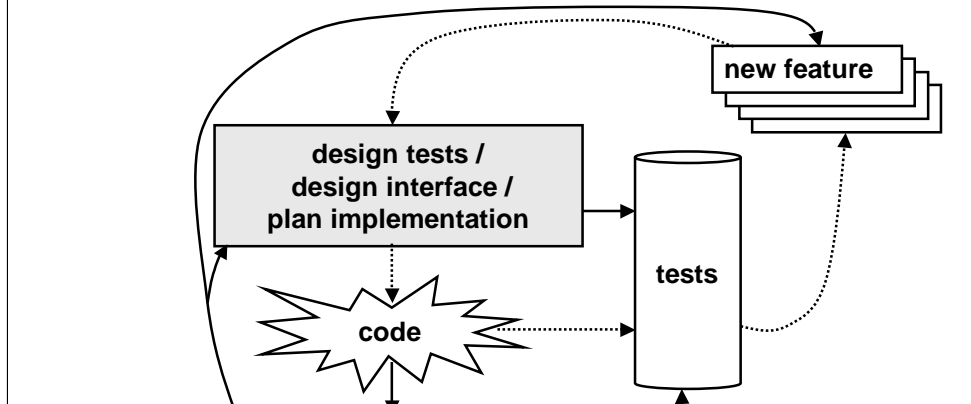 new feature
design tests /
design interface /
plan implementation
tests
code